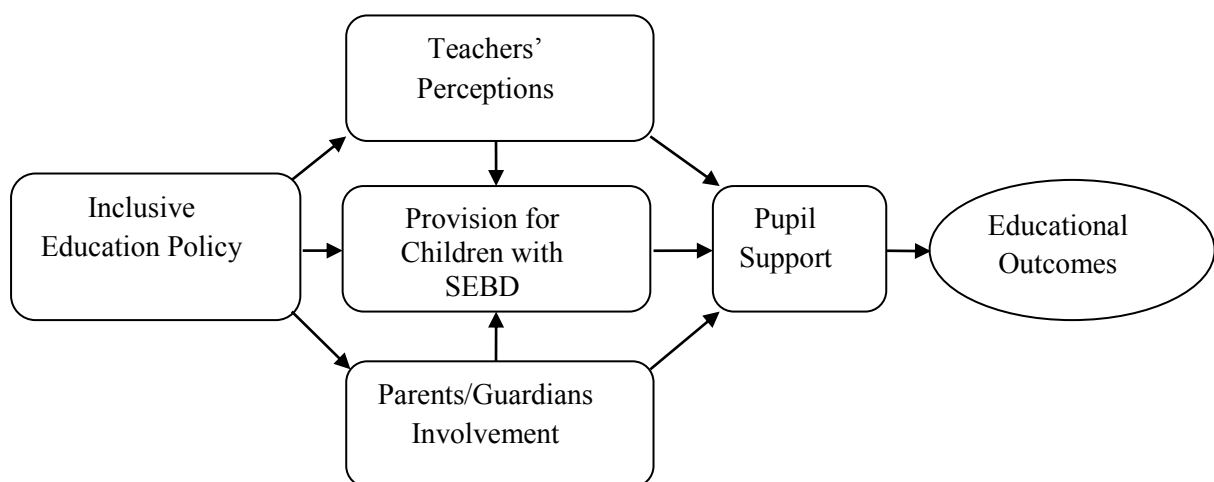 Teachers’
Perceptions
Inclusive
Education Policy
Provision for
Children with
SEBD
Pupil
Support
Educational
Outcomes
Parents/Guardians
Involvement